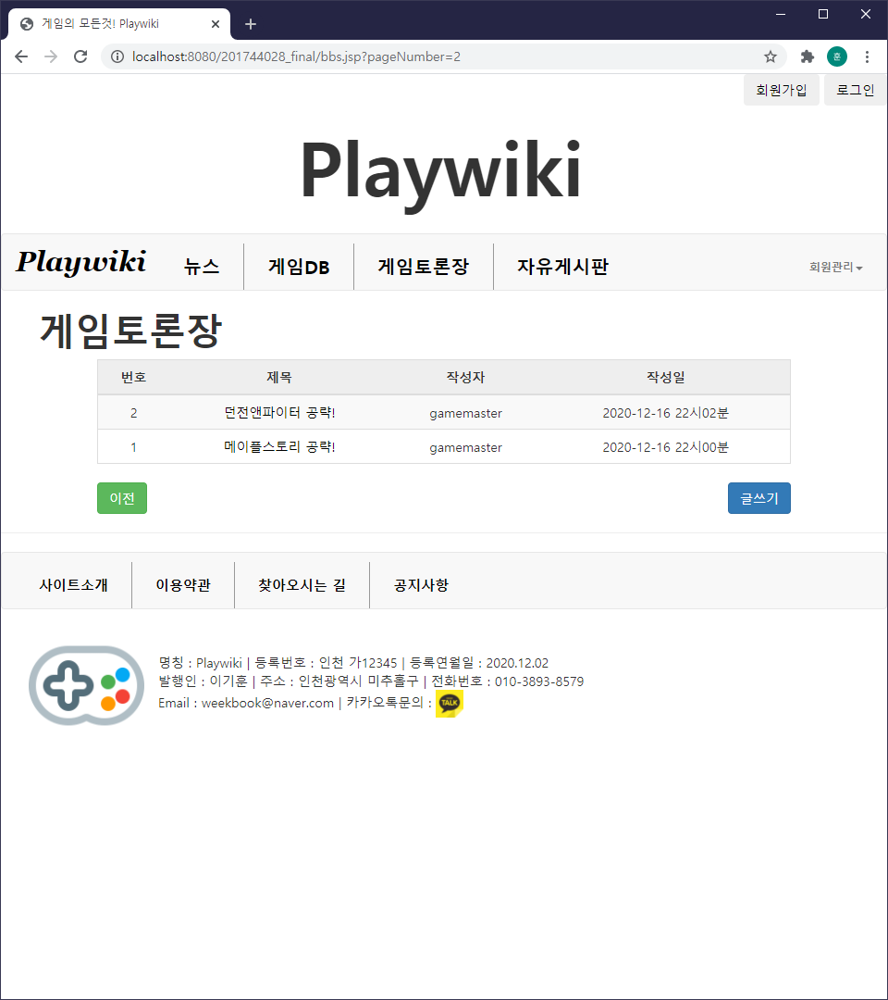 게임의 모든것! Playwiki
localhost:8080/201744028_final/bbs.jsp?pageNumber=2
훈
회원가입 로그인
Playwiki
Playwiki 뉴스 게임DB 게임토론장 자유게시판 회원관리
게임토론장
번호 제목 작성자 작성일
2 던전앤파이터 공략! gamemaster 2020-12-16 22시02분
1 메이플스토리 공략! gamemaster 2020-12-16 22시00분
이전 글쓰기
사이트소개 이용약관 찾아오시는 길 공지사항
명칭 : Playwiki | 등록번호 : 인천 가12345 | 등록연월일 : 2020.12.02
발행인 : 이기훈 | 주소 : 인천광역시 미추홀구 | 전화번호 : 010-3893-8579
Email : weekbook@naver.com | 카카오톡문의 : TALK